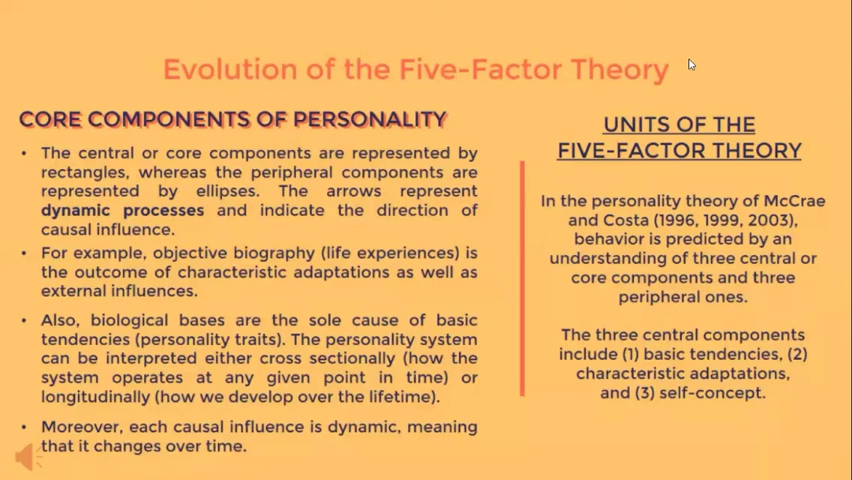 Evolution of the Five-Factor Theory
CORE COMPONENTS OF PERSONALITY
• The central or core components are represented by
rectangles, whereas the peripheral components are
represented by ellipses. The arrows represent
dynamic processes and indicate the direction of
causal influence.
• For example, objective biography (life experiences) is
the outcome of characteristic adaptations as well as
external influences.
• Also, biological bases are the sole cause of basic
tendencies (personality traits). The personality system
can be interpreted either cross sectionally (how the
system operates at any given point in time) or
longitudinally (how we develop over the lifetime).
• Moreover, each causal influence is dynamic, meaning
that it changes over time.
UNITS OF THE
FIVE-FACTOR THEORY
In the personality theory of McCrae
and Costa (1996, 1999, 2003),
behavior is predicted by an
understanding of three central or
core components and three
peripheral ones.
The three central components
include (1) basic tendencies, (2)
characteristic adaptations,
and (3) self-concept.